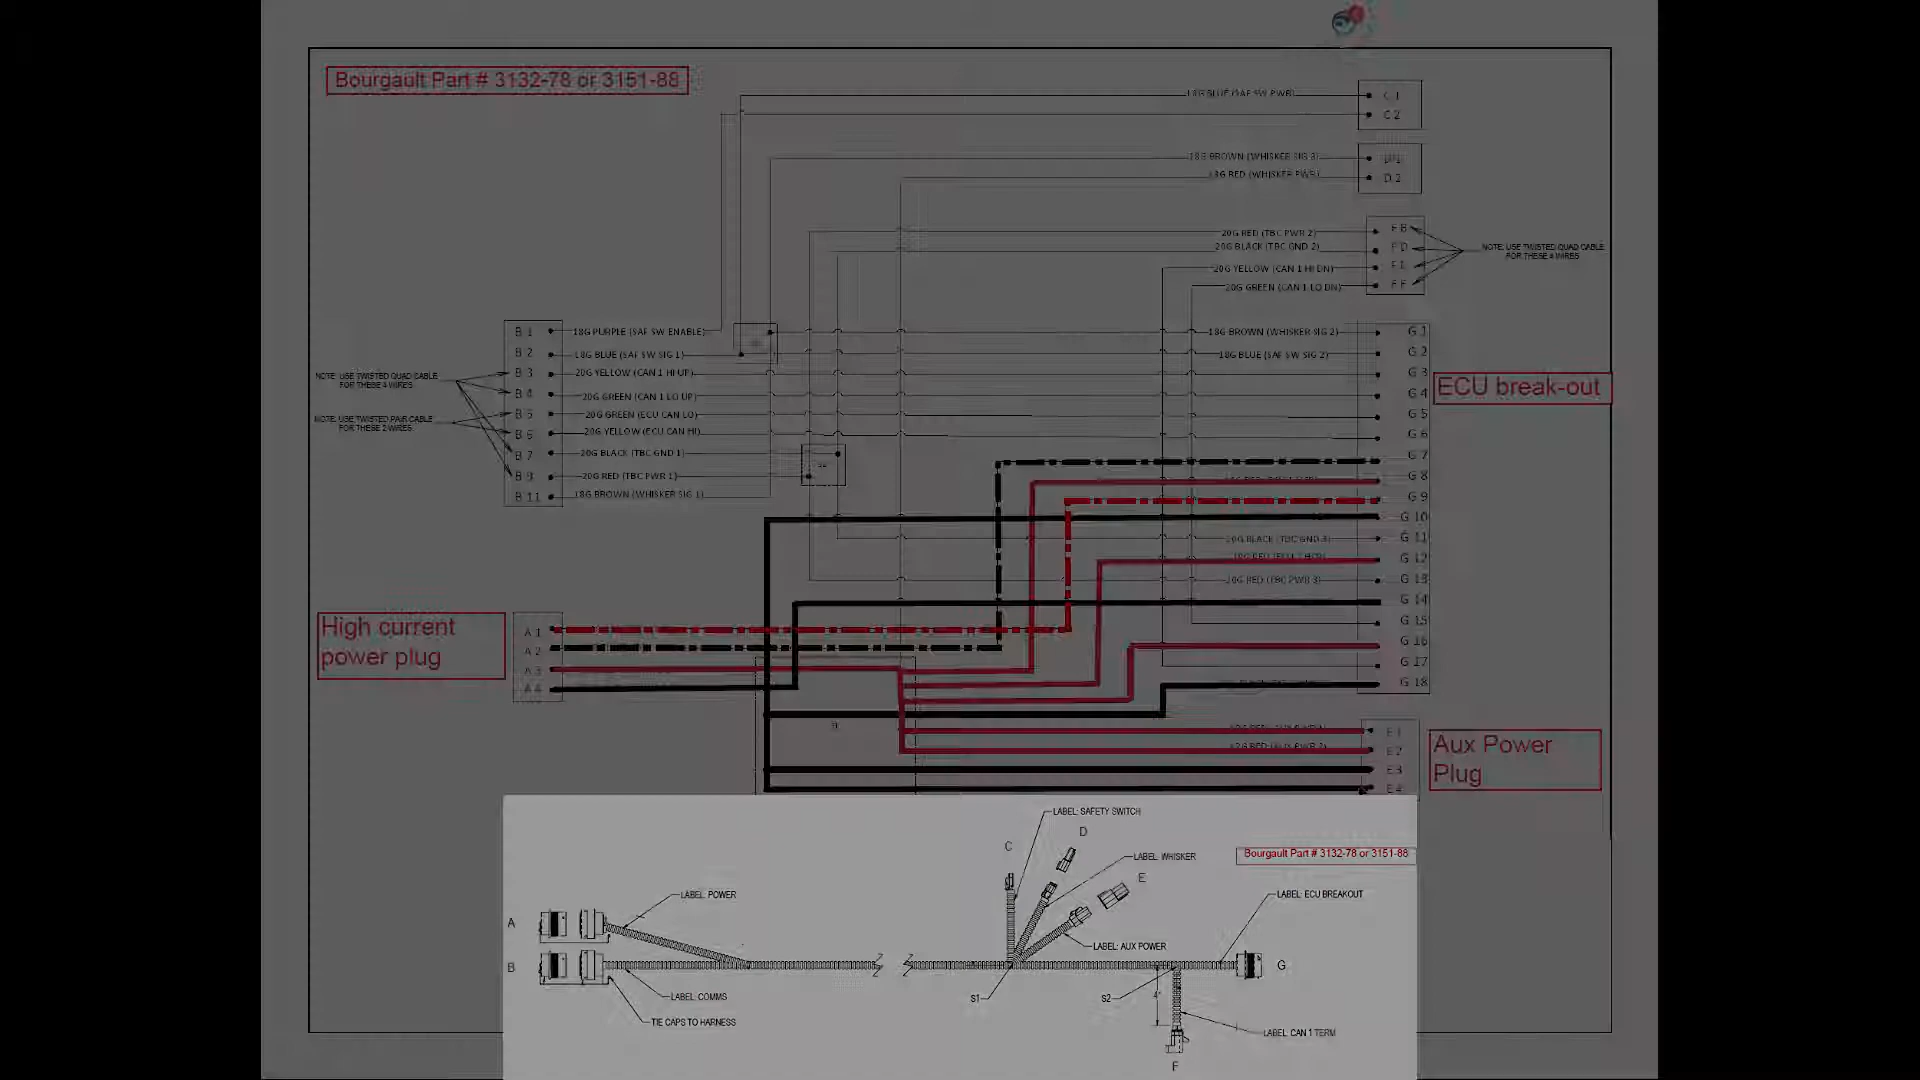 Bourgault Part # 3132-78 or 3151-88
18G BLUE (SAF SW PWR)
C 1
C 2
18G BROWN (WHISKER SIG 3)
D 1
18G RED (WHISKER PWR)
D 2
20G RED (TBC PWR 2)
F B
20G BLACK (TBC GND 2)
F D
20G YELLOW (CAN 1 HI DN)
20G GREEN (CAN 1 LO DN)
F F
NOTE: USE TWISTED QUAD CABLE
FOR THESE 4 WIRES
B 1
18G PURPLE (SAF SW ENABLE)
18G BROWN (WHISKER SIG 2)
G 1
B 2
18G BLUE (SAF SW SIG 1)
18G BLUE (SAF SW SIG 2)
G 2
B 3
20G YELLOW (CAN 1 HI UP)
G 3
B 4
20G GREEN (CAN 1 LO UP)
G 4
B 5
20G GREEN (ECU CAN LO)
G 5
B 6
20G YELLOW (ECU CAN HI)
G 6
B 7
20G BLACK (TBC GND 1)
G 7
20G RED (TBC PWR 1)
G 8
B 11
18G BROWN (WHISKER SIG 1)
G 9
NOTE: USE TWISTED QUAD CABLE
FOR THESE 4 WIRES
NOTE: USE TWISTED PAIR CABLE
FOR THESE 2 WIRES
ECU break-out
G 10
20G BLACK (TBC GND 3)
G 11
G 12
20G RED (TBC PWR 3)
G 13
G 14
G 15
G 16
G 17
G 18
High current
power plug
A 1
A 2
A 3
A 4
E 1
E 2
E 3
E 4
Aux Power
Plug
LABEL: SAFETY SWITCH
C
D
LABEL: WHISKER
Bourgault Part # 3132-78 or 3151-88
E
LABEL: POWER
LABEL: ECU BREAKOUT
A
LABEL: AUX POWER
B
G
LABEL: COMMS
S1
S2
4"
TIE CAPS TO HARNESS
LABEL: CAN 1 TERM
F